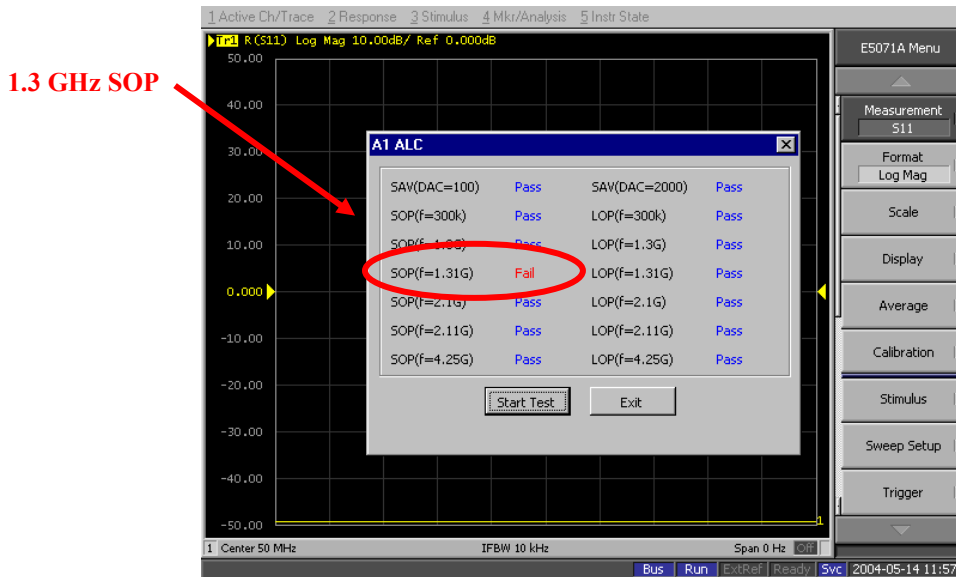 1 Active Ch/Trace 2 Response 3 Stimulus 4 Mkr/Analysis 5 Instr State
Tr1 R(S11) Log Mag 10.00dB/ Ref 0.000dB
50.00
40.00
30.00
20.00
10.00
0.000
-10.00
-20.00
-30.00
-40.00
-50.00
1.3 GHz SOP
A1 ALC
SAV(DAC=100) Pass SAV(DAC=2000) Pass
SOP(f=300k) Pass LOP(f=300k) Pass
SOP(f=1.3G) Pass LOP(f=1.3G) Pass
SOP(f=1.31G) Fail LOP(f=1.31G) Pass
SOP(f=2.1G) Pass LOP(f=2.1G) Pass
SOP(f=2.11G) Pass LOP(f=2.11G) Pass
SOP(f=4.25G) Pass LOP(f=4.25G) Pass
Start Test Exit
1
1 Center 50 MHz IFBW 10 kHz Span 0 Hz Off
Bus Run ExtRef Ready Svc 2004-05-14 11:57
E5071A Menu
Measurement
S11
Format
Log Mag
Scale
Display
Average
Calibration
Stimulus
Sweep Setup
Trigger